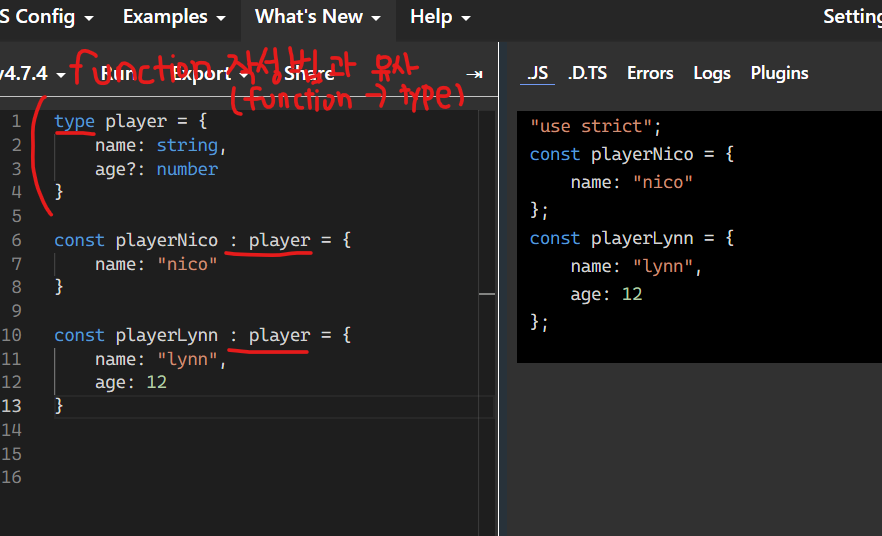 S Config Examples What's New Help Setting
v4.7.4 Run Export Share .JS .D.TS Errors Logs Plugins
function 작성법과 유사
(function → type)
1 type player = {
2 name: string,
3 age?: number
4 }
5
6 const playerNico : player = {
7 name: "nico"
8 }
9
10 const playerLynn : player = {
11 name: "lynn",
12 age: 12
13 }
14
15
16
"use strict";
const playerNico = {
name: "nico"
};
const playerLynn = {
name: "lynn",
age: 12
};